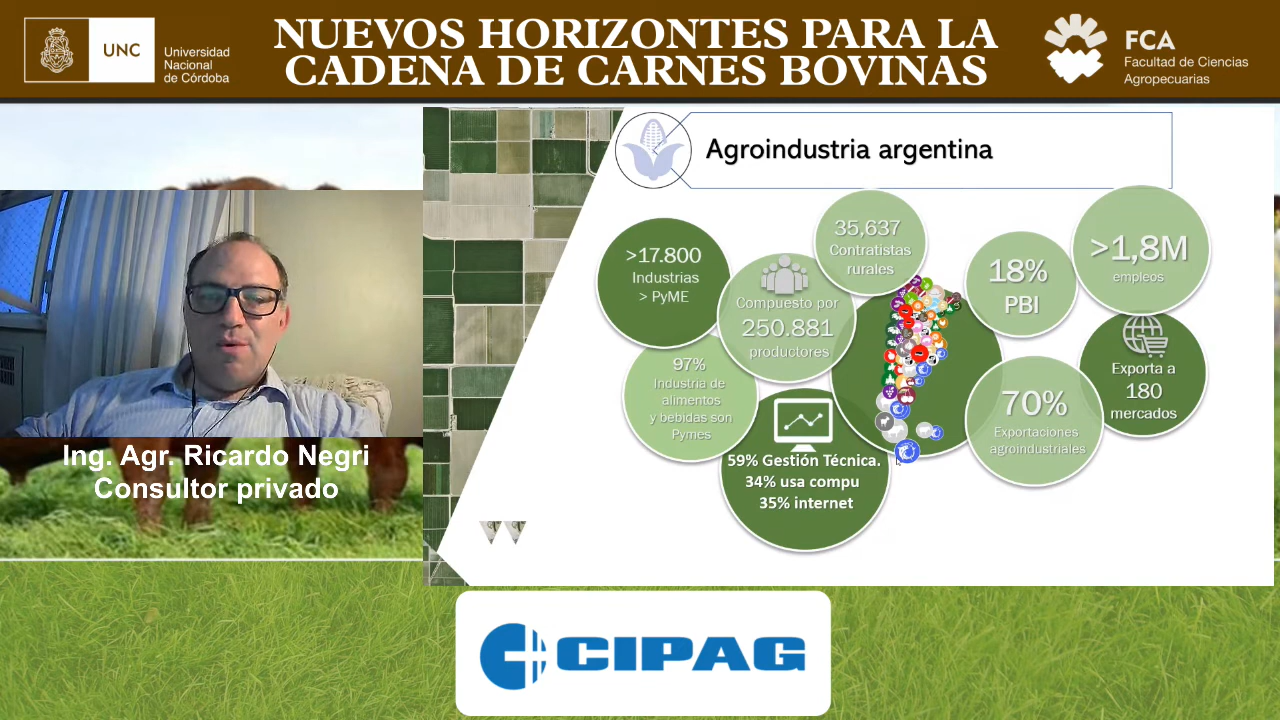 UNC
Universidad
Nacional
de Córdoba
NUEVOS HORIZONTES PARA LA
CADENA DE CARNES BOVINAS
FCA
Facultad de Ciencias
Agropecuarias
Agroindustria argentina
>17.800
Industrias
> PyME
97%
Industria de
alimentos
y bebidas son
Pymes
Compuesto por
250.881
productores
35,637
Contratistas
rurales
59% Gestión Técnica.
34% usa compu
35% internet
18%
PBI
>1,8M
empleos
70%
Exportaciones
agroindustriales
Exporta a
180
mercados
Ing. Agr. Ricardo Negri
Consultor privado
CIPAG